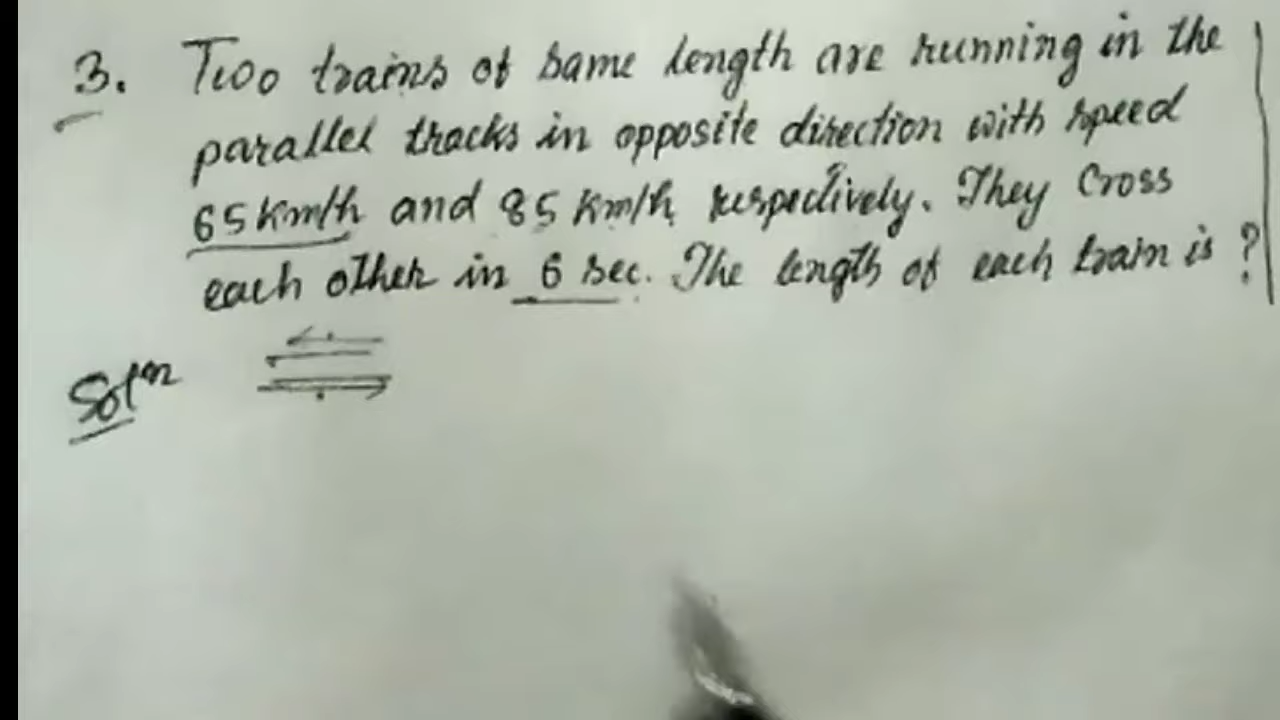 3. Two trains of same length are running in the
parallel tracks in opposite direction with speed
65 km/h and 85 km/h respectively. They cross
each other in 6 sec. The length of each train is ?
Solⁿ